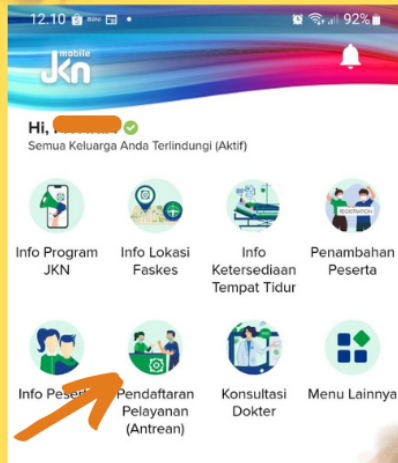 12.10
92%
mobile
JKN
Hi,
Semua Keluarga Anda Terlindungi (Aktif)
REGISTRATION
Info Program
JKN
Info Lokasi
Faskes
Info
Ketersediaan
Tempat Tidur
Penambahan
Peserta
Info
Pendaftaran
Pelayanan
(Antrean)
Konsultasi
Dokter
Menu Lainnya